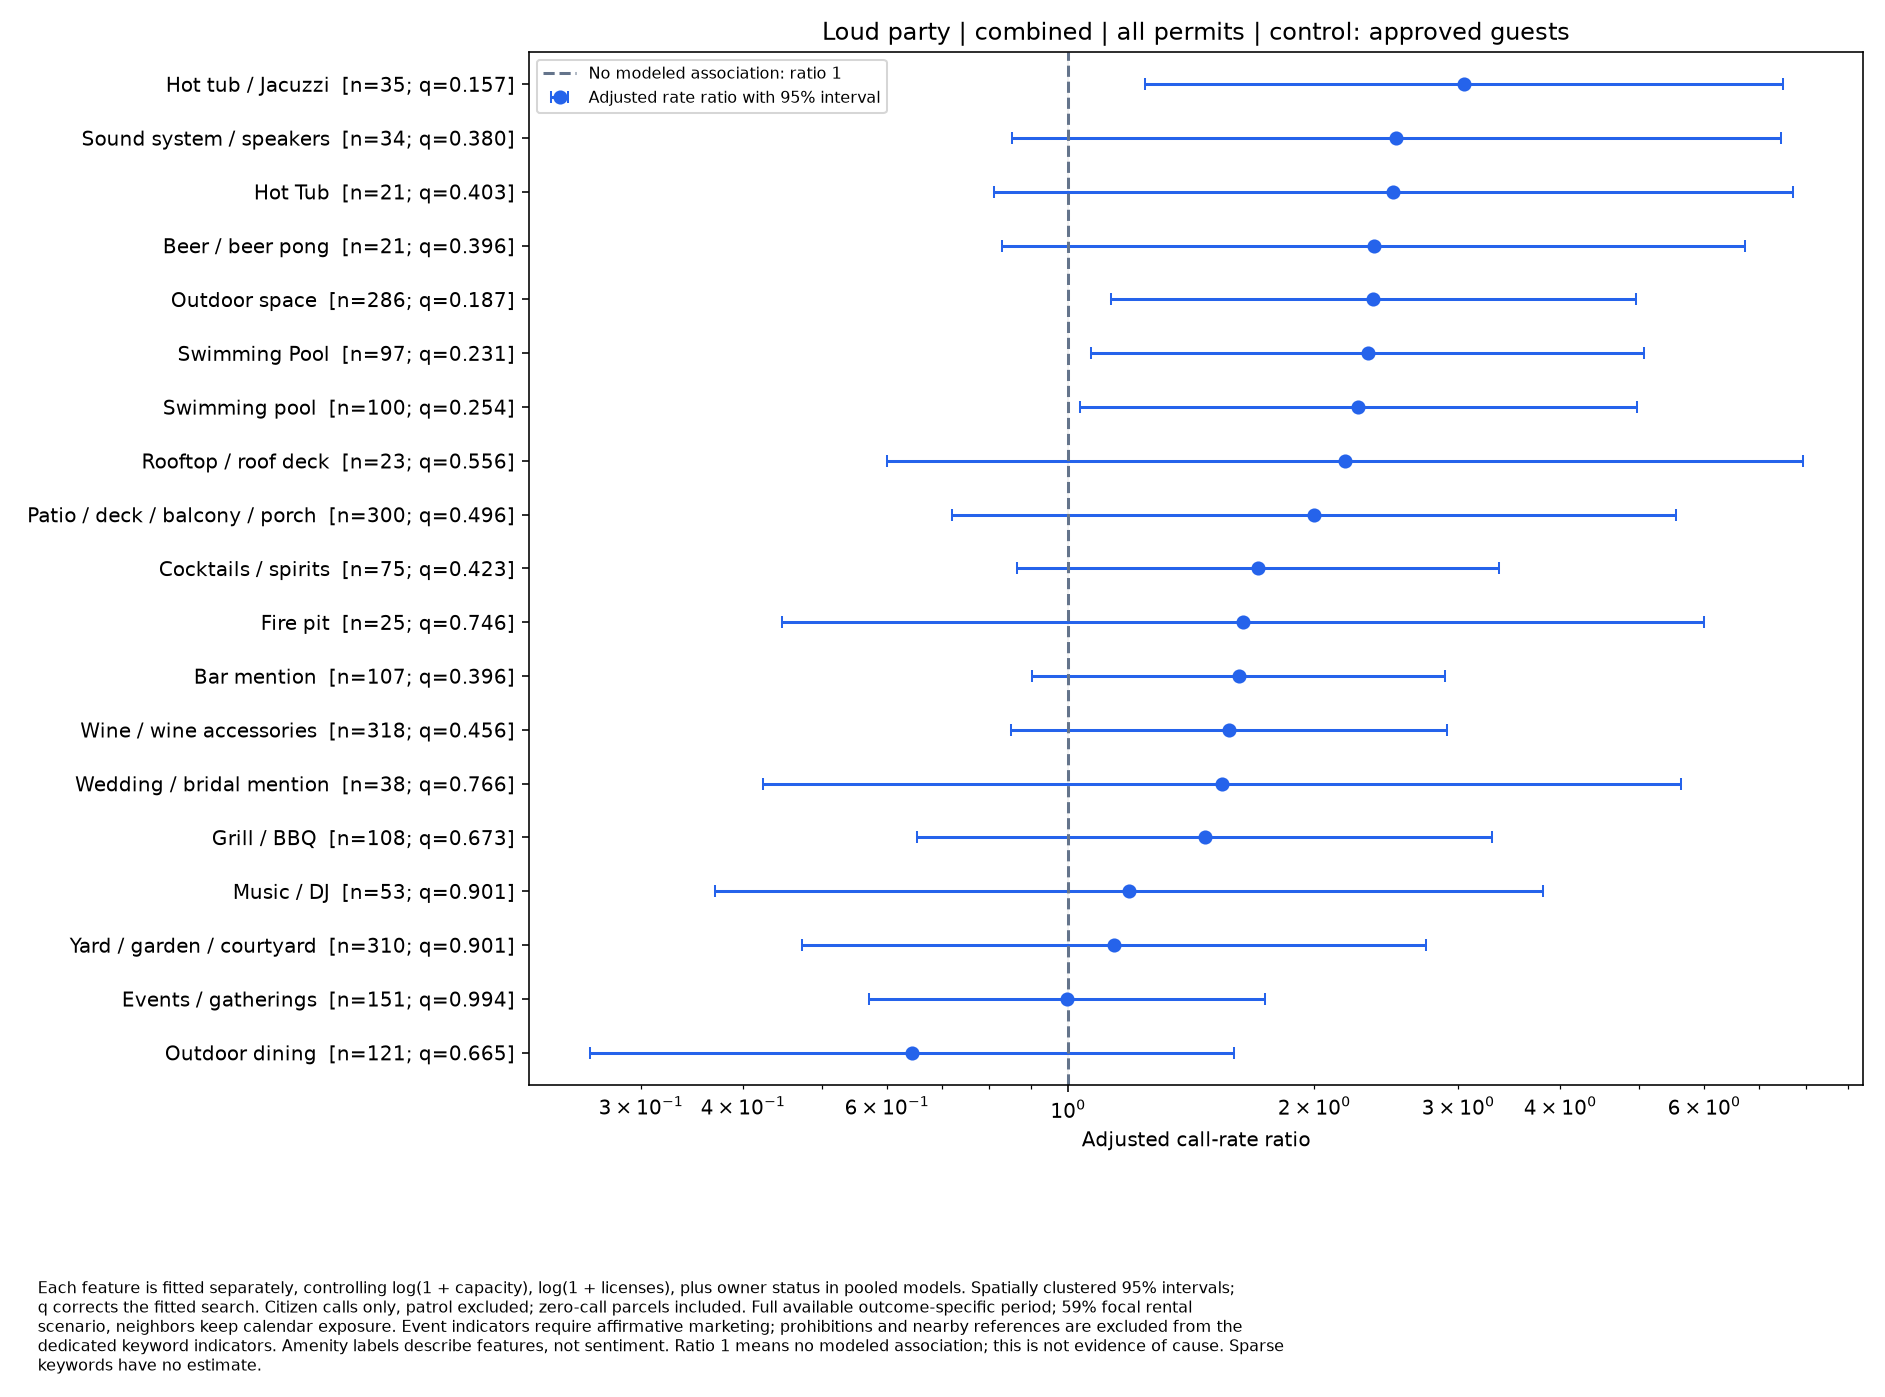 Loud party | combined | all permits | control: approved guests
No modeled association: ratio 1
Adjusted rate ratio with 95% interval
Hot tub / Jacuzzi [n=35; q=0.157]
Sound system / speakers [n=34; q=0.380]
Hot Tub [n=21; q=0.403]
Beer / beer pong [n=21; q=0.396]
Outdoor space [n=286; q=0.187]
Swimming Pool [n=97; q=0.231]
Swimming pool [n=100; q=0.254]
Rooftop / roof deck [n=23; q=0.556]
Patio / deck / balcony / porch [n=300; q=0.496]
Cocktails / spirits [n=75; q=0.423]
Fire pit [n=25; q=0.746]
Bar mention [n=107; q=0.396]
Wine / wine accessories [n=318; q=0.456]
Wedding / bridal mention [n=38; q=0.766]
Grill / BBQ [n=108; q=0.673]
Music / DJ [n=53; q=0.901]
Yard / garden / courtyard [n=310; q=0.901]
Events / gatherings [n=151; q=0.994]
Outdoor dining [n=121; q=0.665]
3 × 10⁻¹ 4 × 10⁻¹ 6 × 10⁻¹ 10⁰ 2 × 10⁰ 3 × 10⁰ 4 × 10⁰ 6 × 10⁰
Adjusted call-rate ratio
Each feature is fitted separately, controlling log(1 + capacity), log(1 + licenses), plus owner status in pooled models. Spatially clustered 95% intervals;
q corrects the fitted search. Citizen calls only, patrol excluded; zero-call parcels included. Full available outcome-specific period; 59% focal rental
scenario, neighbors keep calendar exposure. Event indicators require affirmative marketing; prohibitions and nearby references are excluded from the
dedicated keyword indicators. Amenity labels describe features, not sentiment. Ratio 1 means no modeled association; this is not evidence of cause. Sparse
keywords have no estimate.